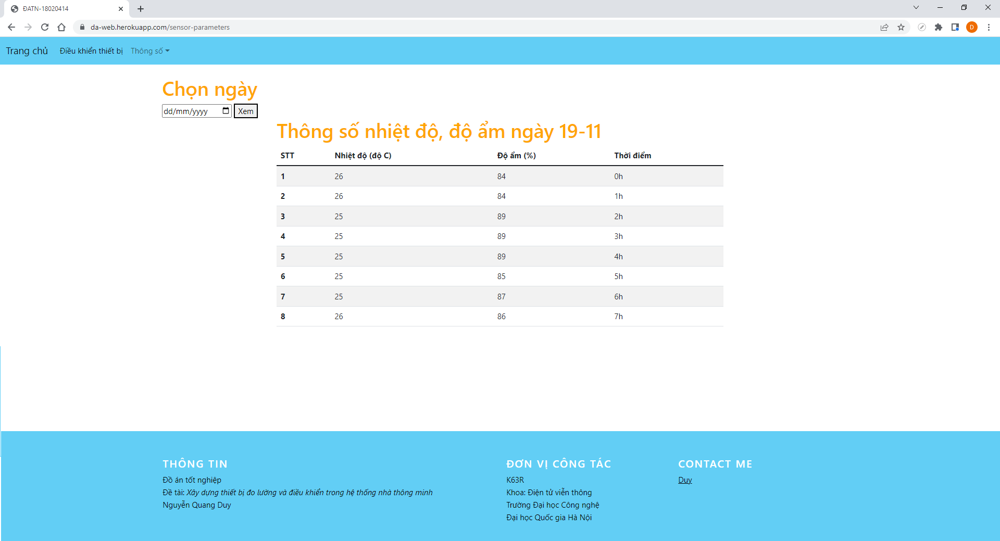 ĐATN-18020414
da-web.herokuapp.com/sensor-parameters
D
Trang chủ Điều khiển thiết bị Thông số
Chọn ngày
dd/mm/yyyy Xem
Thông số nhiệt độ, độ ẩm ngày 19-11
STT Nhiệt độ (độ C) Độ ẩm (%) Thời điểm
1 26 84 0h
2 26 84 1h
3 25 89 2h
4 25 89 3h
5 25 89 4h
6 25 85 5h
7 25 87 6h
8 26 86 7h
THÔNG TIN
Đồ án tốt nghiệp
Đề tài: Xây dựng thiết bị đo lường và điều khiển trong hệ thống nhà thông minh
Nguyễn Quang Duy
ĐƠN VỊ CÔNG TÁC
K63R
Khoa: Điện tử viễn thông
Trường Đại học Công nghệ
Đại học Quốc gia Hà Nội
CONTACT ME
Duy